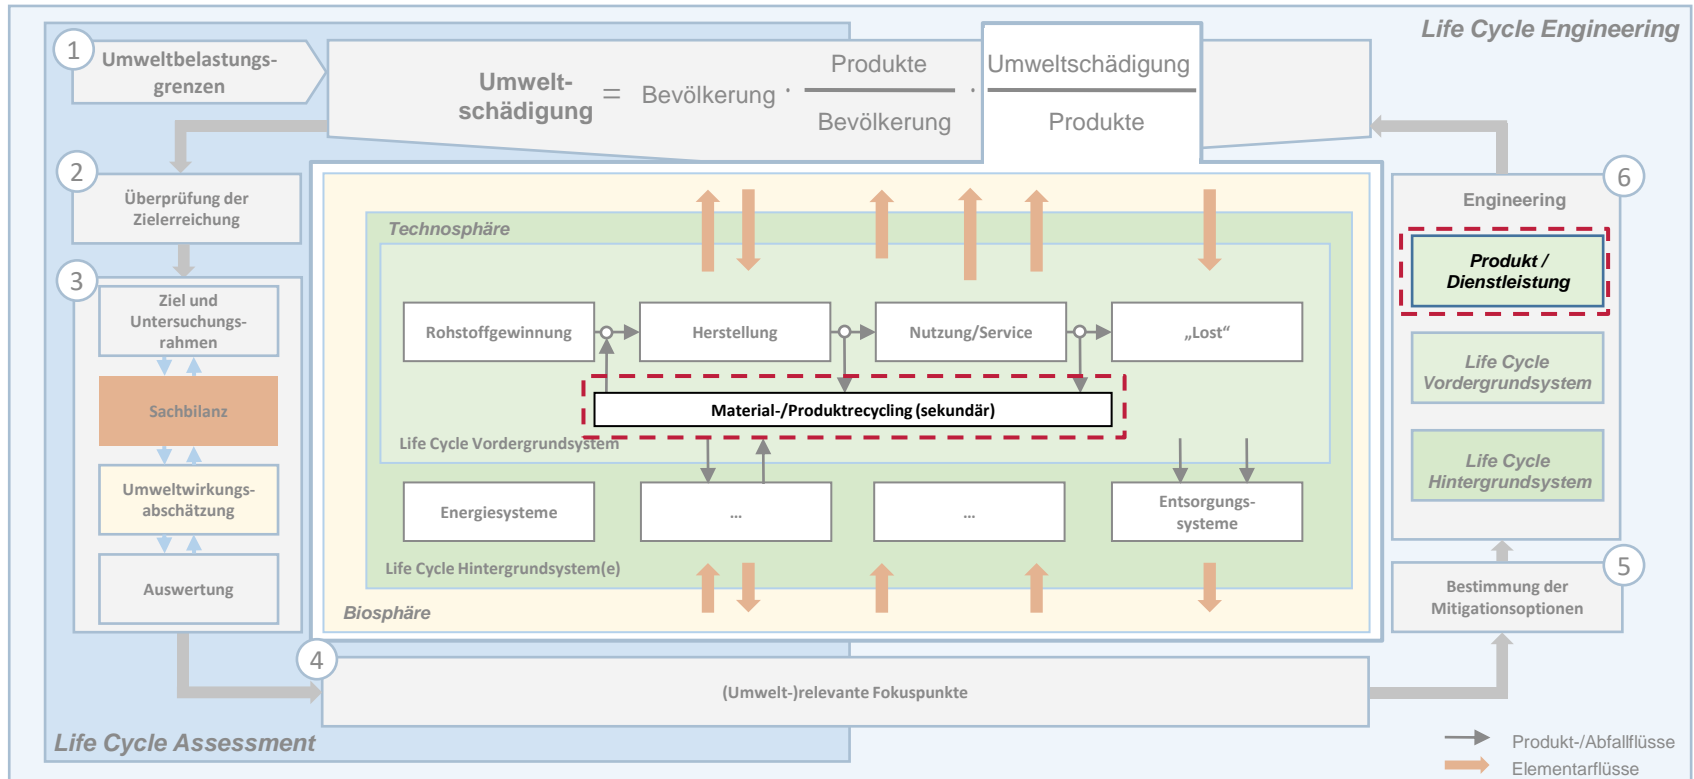 Life Cycle Engineering
1
Umweltbelastungs-
grenzen
Umwelt-
schädigung
=
Bevölkerung
·
Produkte
Bevölkerung
·
Umweltschädigung
Produkte
2
Überprüfung der
Zielerreichung
3
Ziel und
Untersuchungs-
rahmen
Sachbilanz
Umweltwirkungs-
abschätzung
Auswertung
Technosphäre
Rohstoffgewinnung
Herstellung
Nutzung/Service
„Lost“
Material-/Produktrecycling (sekundär)
Life Cycle Vordergrundsystem
Energiesysteme
...
...
Entsorgungs-
systeme
Life Cycle Hintergrundsystem(e)
Biosphäre
4
(Umwelt-)relevante Fokuspunkte
5
Bestimmung der
Mitigationsoptionen
6
Engineering
Produkt /
Dienstleistung
Life Cycle
Vordergrundsystem
Life Cycle
Hintergrundsystem
Life Cycle Assessment
Produkt-/Abfallflüsse
Elementarflüsse